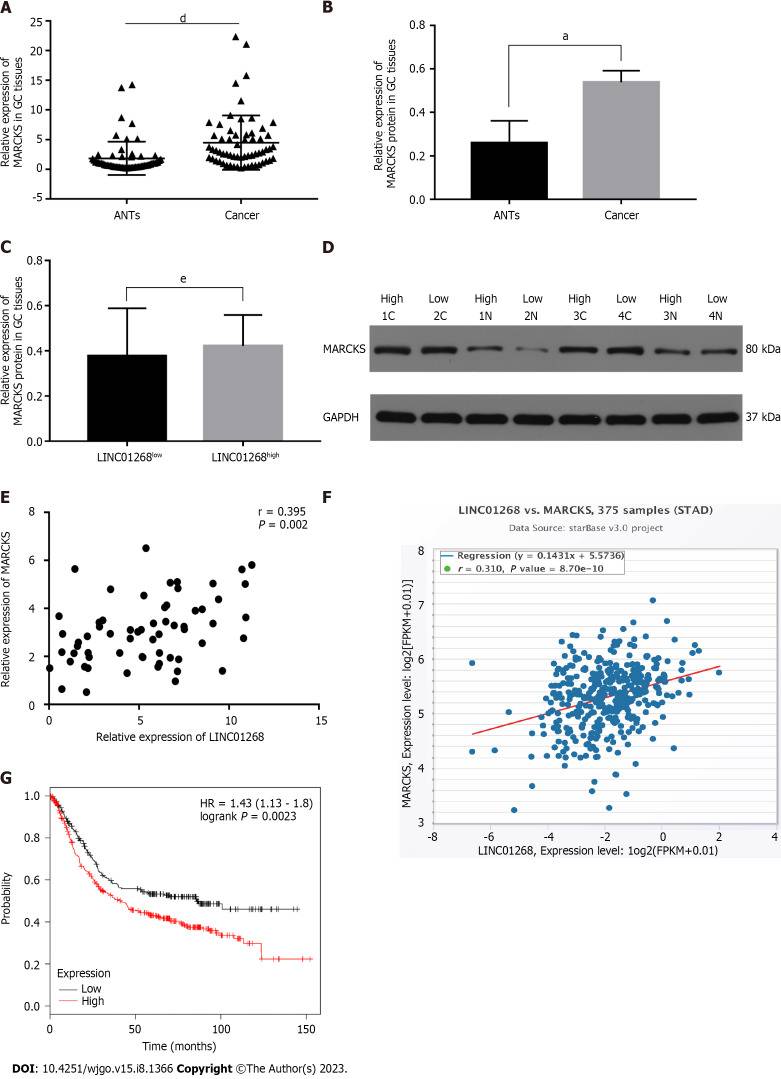 A
d
Relative expression of
MARCKS in GC tissues
25
20
15
10
5
0
-5
ANTs Cancer
B
a
Relative expression of
MARCKS protein in GC tissues
0.8
0.6
0.4
0.2
0.0
ANTs Cancer
C
e
Relative expression of
MARCKS protein in GC tissues
0.8
0.6
0.4
0.2
0.0
LINC01268low LINC01268high
D
High Low High Low High Low High Low
1C 2C 1N 2N 3C 4C 3N 4N
MARCKS 80 kDa
GAPDH 37 kDa
E
r = 0.395
P = 0.002
Relative expression of MARCKS
8
6
4
2
0
0 5 10 15
Relative expression of LINC01268
F
LINC01268 vs. MARCKS, 375 samples (STAD)
Data Source: starBase v3.0 project
Regression (y = 0.1431x + 5.5736)
r = 0.310, P value = 8.70e-10
MARCKS, Expression level: log2[FPKM+0.01)]
8
7
6
5
4
3
-8 -6 -4 -2 0 2 4
LINC01268, Expression level: 1og2(FPKM+0.01)
G
HR = 1.43 (1.13 - 1.8)
logrank P = 0.0023
Probability
1.0
0.8
0.6
0.4
0.2
0.0
Expression
Low
High
0 50 100 150
Time (months)
DOI: 10.4251/wjgo.v15.i8.1366 Copyright ©The Author(s) 2023.